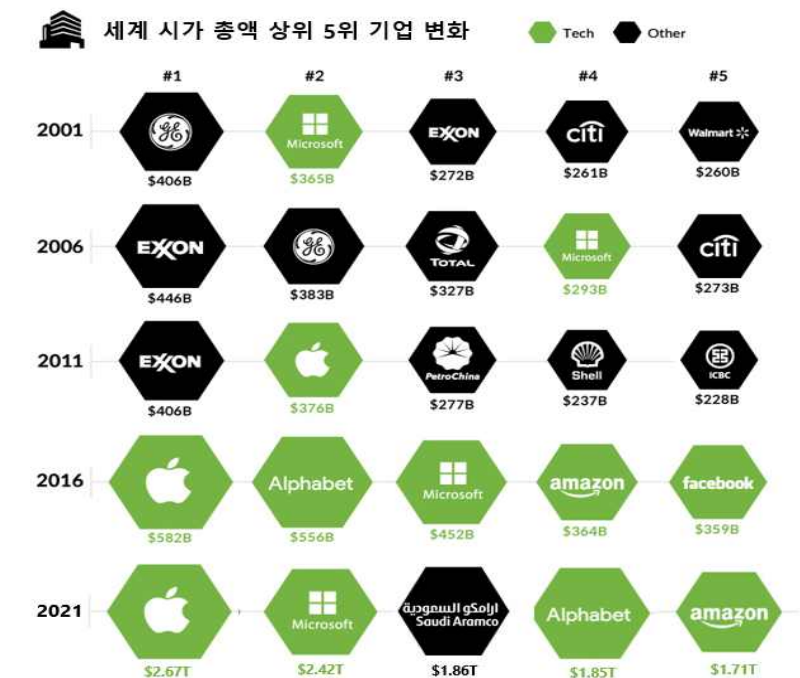 세계 시가 총액 상위 5위 기업 변화
Tech
Other
#1 #2 #3 #4 #5
2001
GE
Microsoft
EXXON
citi
Walmart
$406B $365B $272B $261B $260B
2006
EXXON
GE
TOTAL
Microsoft
citi
$446B $383B $327B $293B $273B
2011
EXXON
PetroChina
Shell
ICBC
$406B $376B $277B $237B $228B
2016
Alphabet
Microsoft
amazon
facebook
$582B $556B $452B $364B $359B
2021
Microsoft
ارامكو السعودية
Saudi Aramco
Alphabet
amazon
$2.67T $2.42T $1.86T $1.85T $1.71T